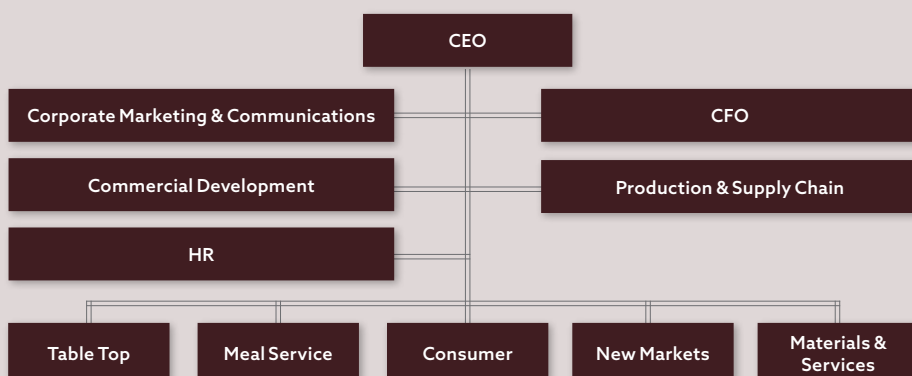 CEO
Corporate Marketing & Communications
CFO
Commercial Development
Production & Supply Chain
HR
Table Top
Meal Service
Consumer
New Markets
Materials &
Services